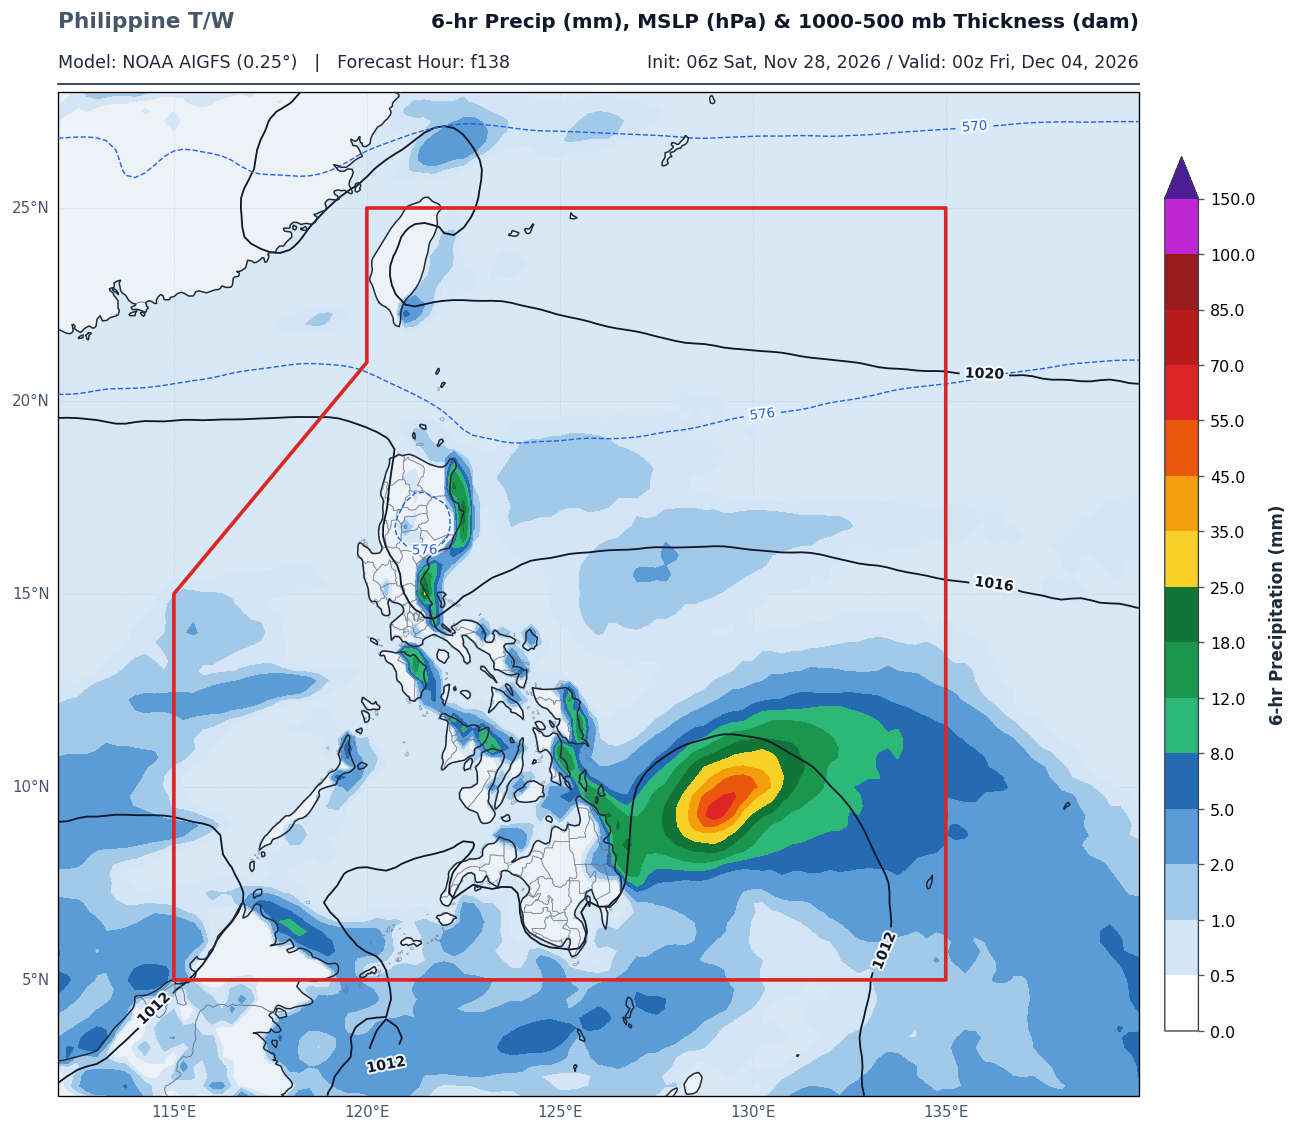 Philippine T/W
6-hr Precip (mm), MSLP (hPa) & 1000-500 mb Thickness (dam)
Model: NOAA AIGFS (0.25°) | Forecast Hour: f138
Init: 06z Sat, Nov 28, 2026 / Valid: 00z Fri, Dec 04, 2026
570
25°N
1020
20°N
576
576
15°N
1016
10°N
1012
5°N
1012
1012
115°E
120°E
125°E
130°E
135°E
150.0
100.0
85.0
70.0
55.0
45.0
35.0
25.0
18.0
12.0
8.0
5.0
2.0
1.0
0.5
0.0
6-hr Precipitation (mm)